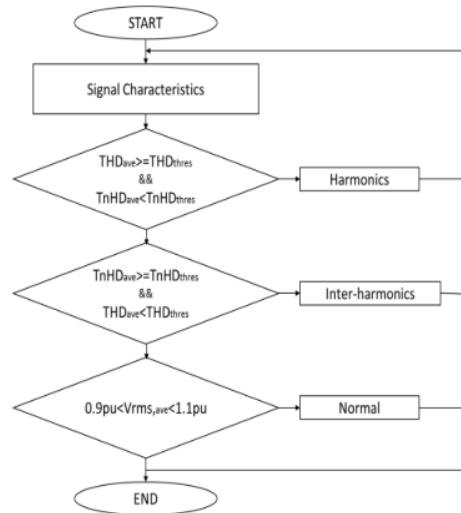 START
Signal Characteristics
THDave>=THDthres
&&
TnHDave<TnHDthres
Harmonics
TnHDave>=TnHDthres
&&
THDave<THDthres
Inter-harmonics
0.9pu<Vrms,ave<1.1pu
Normal
END